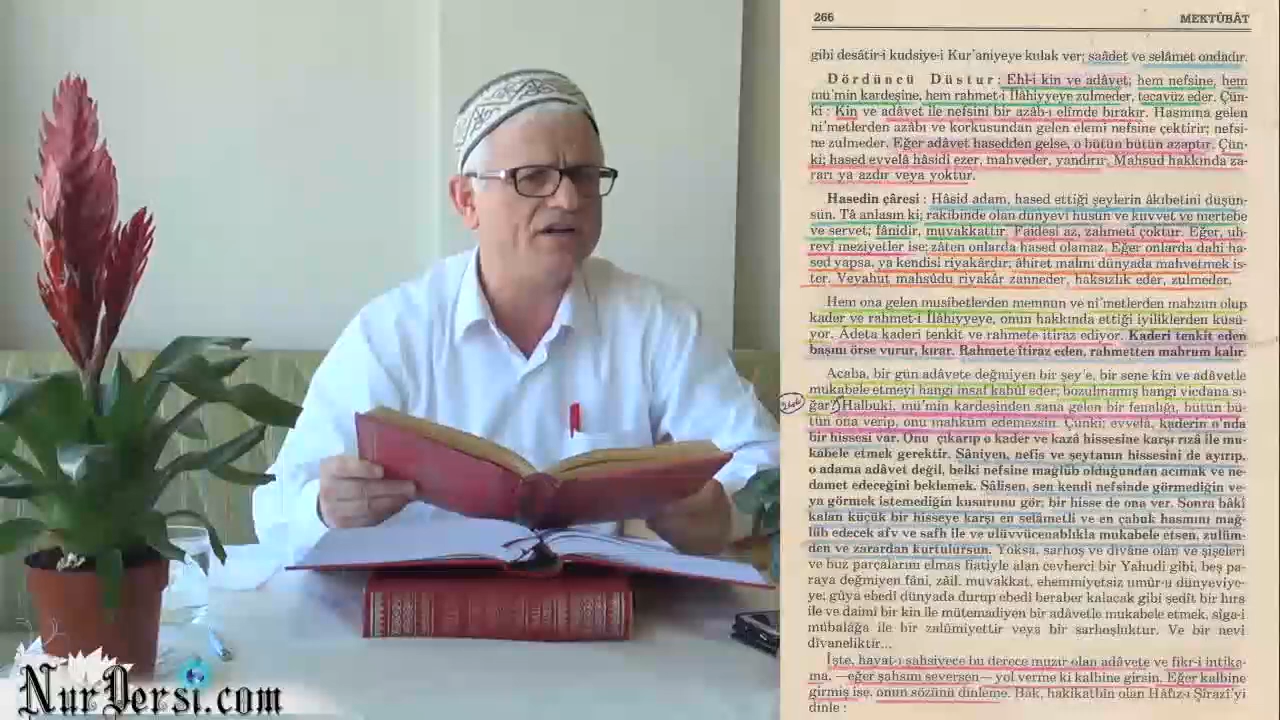 266 MEKTÛBÂT
gibi desâtir-i kudsiye-i Kur'aniyeye kulak ver; saâdet ve selâmet ondadır.
Dördüncü Düstur: Ehl-i kin ve adâvet; hem nefsine, hem
mü'min kardeşine, hem rahmet-i İlâhiyyeye zulmeder, tecavüz eder. Çün-
ki: Kin ve adâvet ile nefsini bir azâb-ı elîmde bırakır. Hasmına gelen
ni'metlerden azâbı ve korkusundan gelen elemi nefsine çektirir; nefsi-
ne zulmeder. Eğer adâvet hasedden gelse, o bütün bütün azaptır. Çün-
ki; hased evvelâ hâsidi ezer, mahveder, yandırır. Mahsud hakkında za-
rarı ya azdır veya yoktur.
Hasedin çâresi : Hâsid adam, hased ettiği şeylerin âkıbetini düşün-
sün. Tâ anlasın ki; rakibinde olan dünyevî hüsün ve kuvvet ve mertebe
ve servet; fânidir, muvakkattır. Faidesi az, zahmeti çoktur. Eğer, uh-
revî meziyetler ise; zâten onlarda hased olamaz. Eğer onlarda dahi ha-
sed yapsa, ya kendisi riyakârdır; âhiret malını dünyada mahvetmek is-
ter. Veyahut mahsûdu riyakâr zanneder, haksızlık eder, zulmeder.
Hem ona gelen musîbetlerden memnun ve ni'metlerden mahzun olup
kader ve rahmet-i İlâhiyyeye, onun hakkında ettiği iyiliklerden küsü-
yor. Âdeta kaderi tenkit ve rahmete itiraz ediyor. Kaderi tenkit eden
başını örse vurur, kırar. Rahmete itiraz eden, rahmetten mahrum kalır.
Acaba, bir gün adâvete değmiyen bir şey'e, bir sene kin ve adâvetle
mukabele etmeyi hangi insaf kabûl eder; bozulmamış hangi vicdana sı-
ğar? Halbuki, mü'min kardeşinden sana gelen bir fenalığı, bütün bü-
tün ona verip, onu mahkûm edemezsin. Çünki; evvelâ, kaderin o'nda
bir hissesi var. Onu çıkarıp o kader ve kazâ hissesine karşı rızâ ile mu-
kabele etmek gerektir. Sâniyen, nefis ve şeytanın hissesini de ayırıp,
o adama adâvet değil, belki nefsine mağlûb olduğundan acımak ve ne-
damet edeceğini beklemek. Sâlisen, sen kendi nefsinde görmediğin ve-
ya görmek istemediğin kusurunu gör; bir hisse de ona ver. Sonra bâki
kalan küçük bir hisseye karşı en selâmetli ve en çabuk hasmını mağ-
lûb edecek afv ve safh ile ve ulüvvücenablıkla mukabele etsen, zulüm-
den ve zarardan kurtulursun. Yoksa, sarhoş ve divâne olan ve şişeleri
ve buz parçalarını elmas fiatiyle alan cevherci bir Yahudi gibi, beş
paraya değmiyen fâni, zâil, muvakkat, ehemmiyetsiz umûr-u dünyeviye-
ye; gûya ebedî dünyada durup ebedî beraber kalacak gibi şedit bir hırs
ile ve daimî bir kin ile mütemadiyen bir adâvetle mukabele etmek, siga-i
mübalâğa ile bir zalûmiyettir veya bir sarhoşluktur. Ve bir nevi
dîvaneliktir...
İşte, hayat-ı şahsiyece bu derece muzır olan adâvete ve fikr-i intika-
ma, —eğer şahsını seversen— yol verme ki kalbine girsin. Eğer kalbine
girmiş ise, onun sözünü dinleme. Bak, hakikatbîn olan Hâfız-ı Şîrazî'yi
dinle :
NurDersi.com